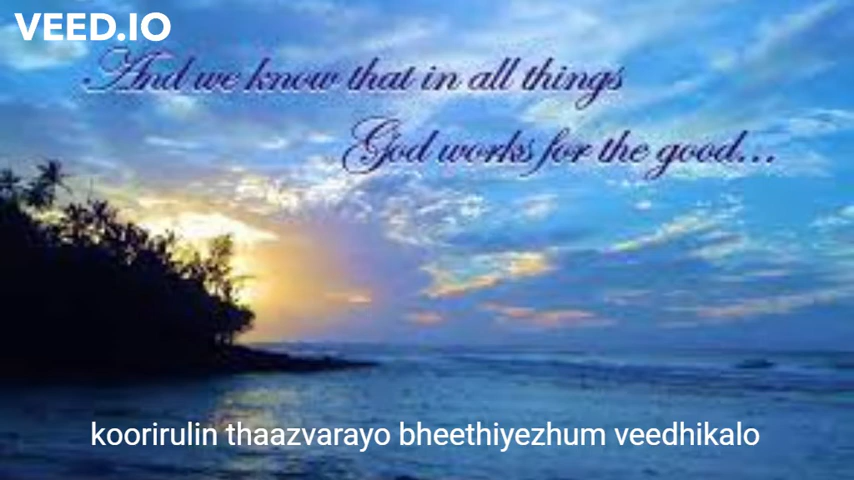 VEED.IO
And we know that in all things
God works for the good...
koorirulin thaazvarayo bheethiyezhum veedhikalo